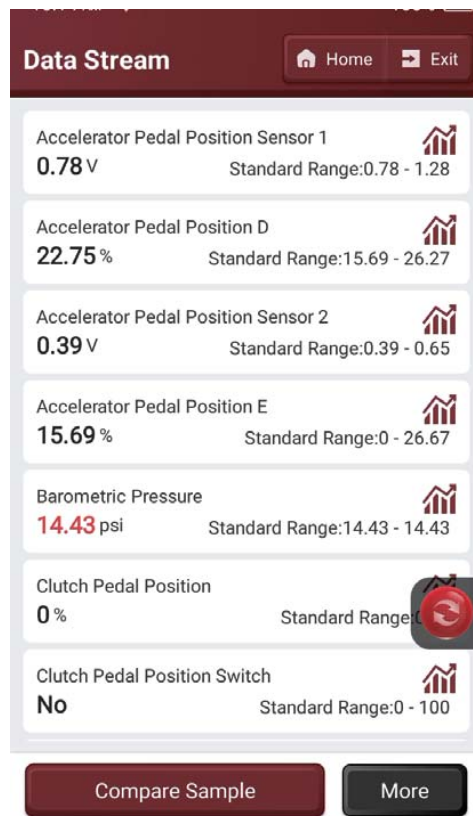 Data Stream
Home
Exit
Accelerator Pedal Position Sensor 1
0.78 V
Standard Range:0.78 - 1.28
Accelerator Pedal Position D
22.75 %
Standard Range:15.69 - 26.27
Accelerator Pedal Position Sensor 2
0.39 V
Standard Range:0.39 - 0.65
Accelerator Pedal Position E
15.69 %
Standard Range:0 - 26.67
Barometric Pressure
14.43 psi
Standard Range:14.43 - 14.43
Clutch Pedal Position
0 %
Standard Range:
Clutch Pedal Position Switch
No
Standard Range:0 - 100
Compare Sample
More